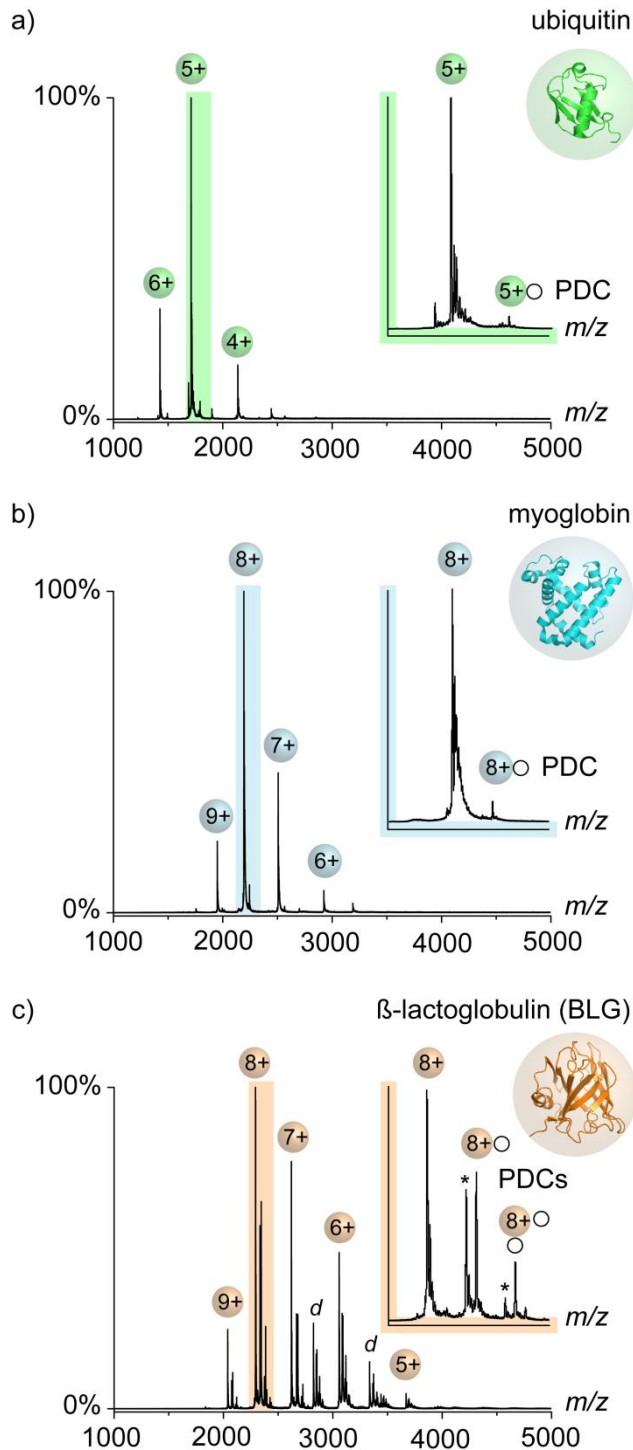 a) ubiquitin
5+ 5+
100%
6+
4+
5+ PDC
m/z
0% m/z
1000 2000 3000 4000 5000
b) myoglobin
8+ 8+
100%
7+
8+ PDC
9+
6+
m/z
0% m/z
1000 2000 3000 4000 5000
c) ß-lactoglobulin (BLG)
8+ 8+
100%
7+ 8+
* PDCs
8+
6+
*
9+ d
d 5+
m/z
0% m/z
1000 2000 3000 4000 5000